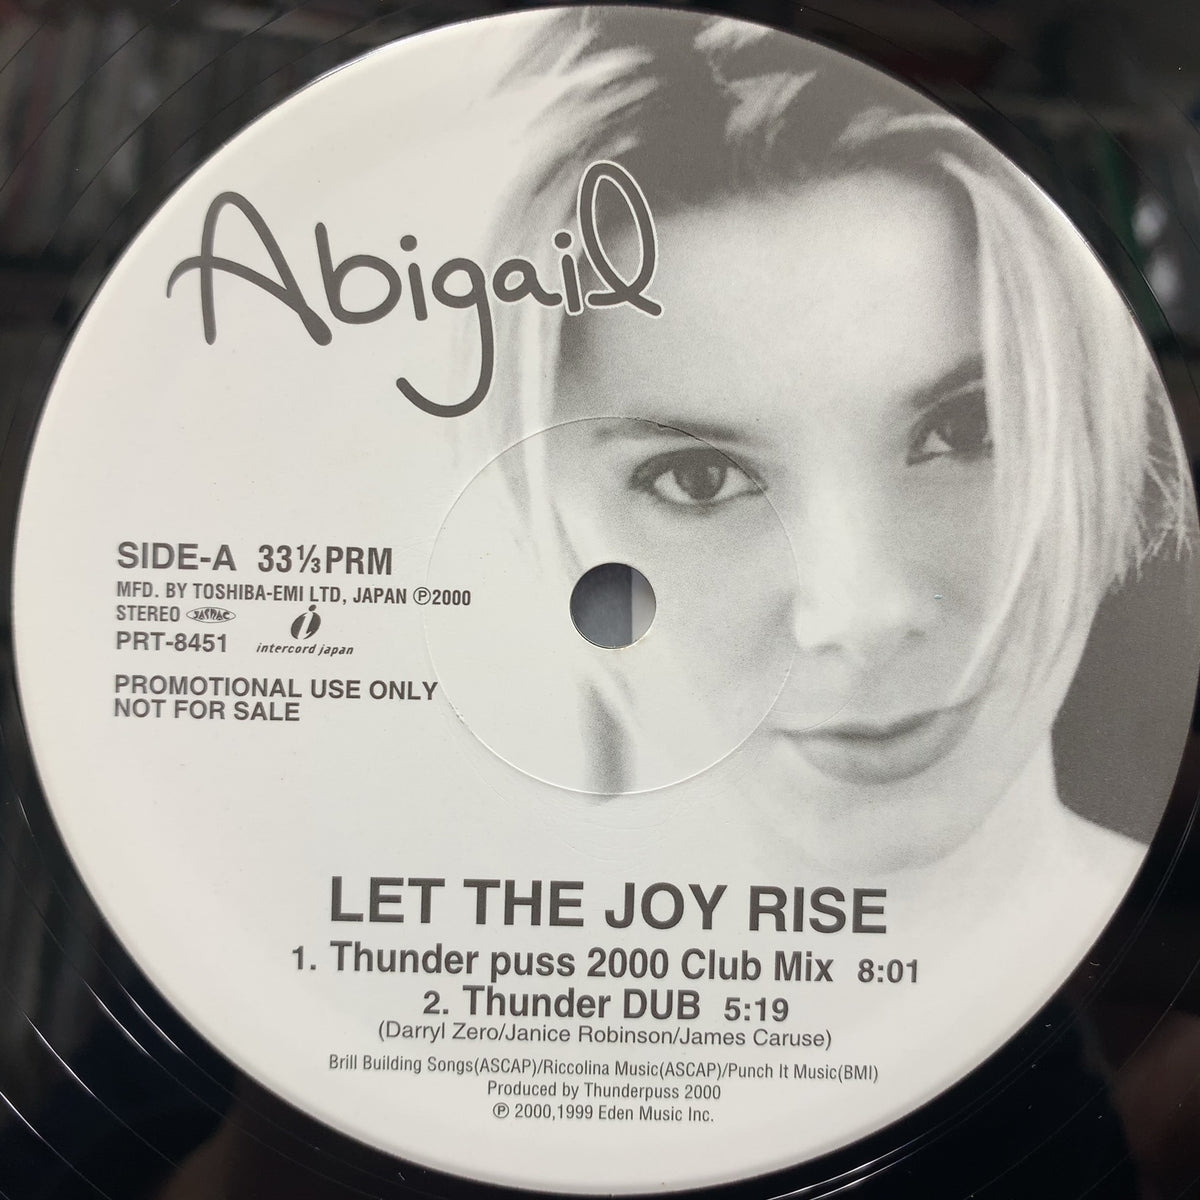 Abigail
SIDE-A 33⅓PRM
MFD. BY TOSHIBA-EMI LTD, JAPAN ℗2000
STEREO JASRAC
PRT-8451 intercord japan
PROMOTIONAL USE ONLY
NOT FOR SALE
LET THE JOY RISE
1. Thunder puss 2000 Club Mix 8:01
2. Thunder DUB 5:19
(Darryl Zero/Janice Robinson/James Caruse)
Brill Building Songs(ASCAP)/Riccolina Music(ASCAP)/Punch It Music(BMI)
Produced by Thunderpuss 2000
℗ 2000,1999 Eden Music Inc.